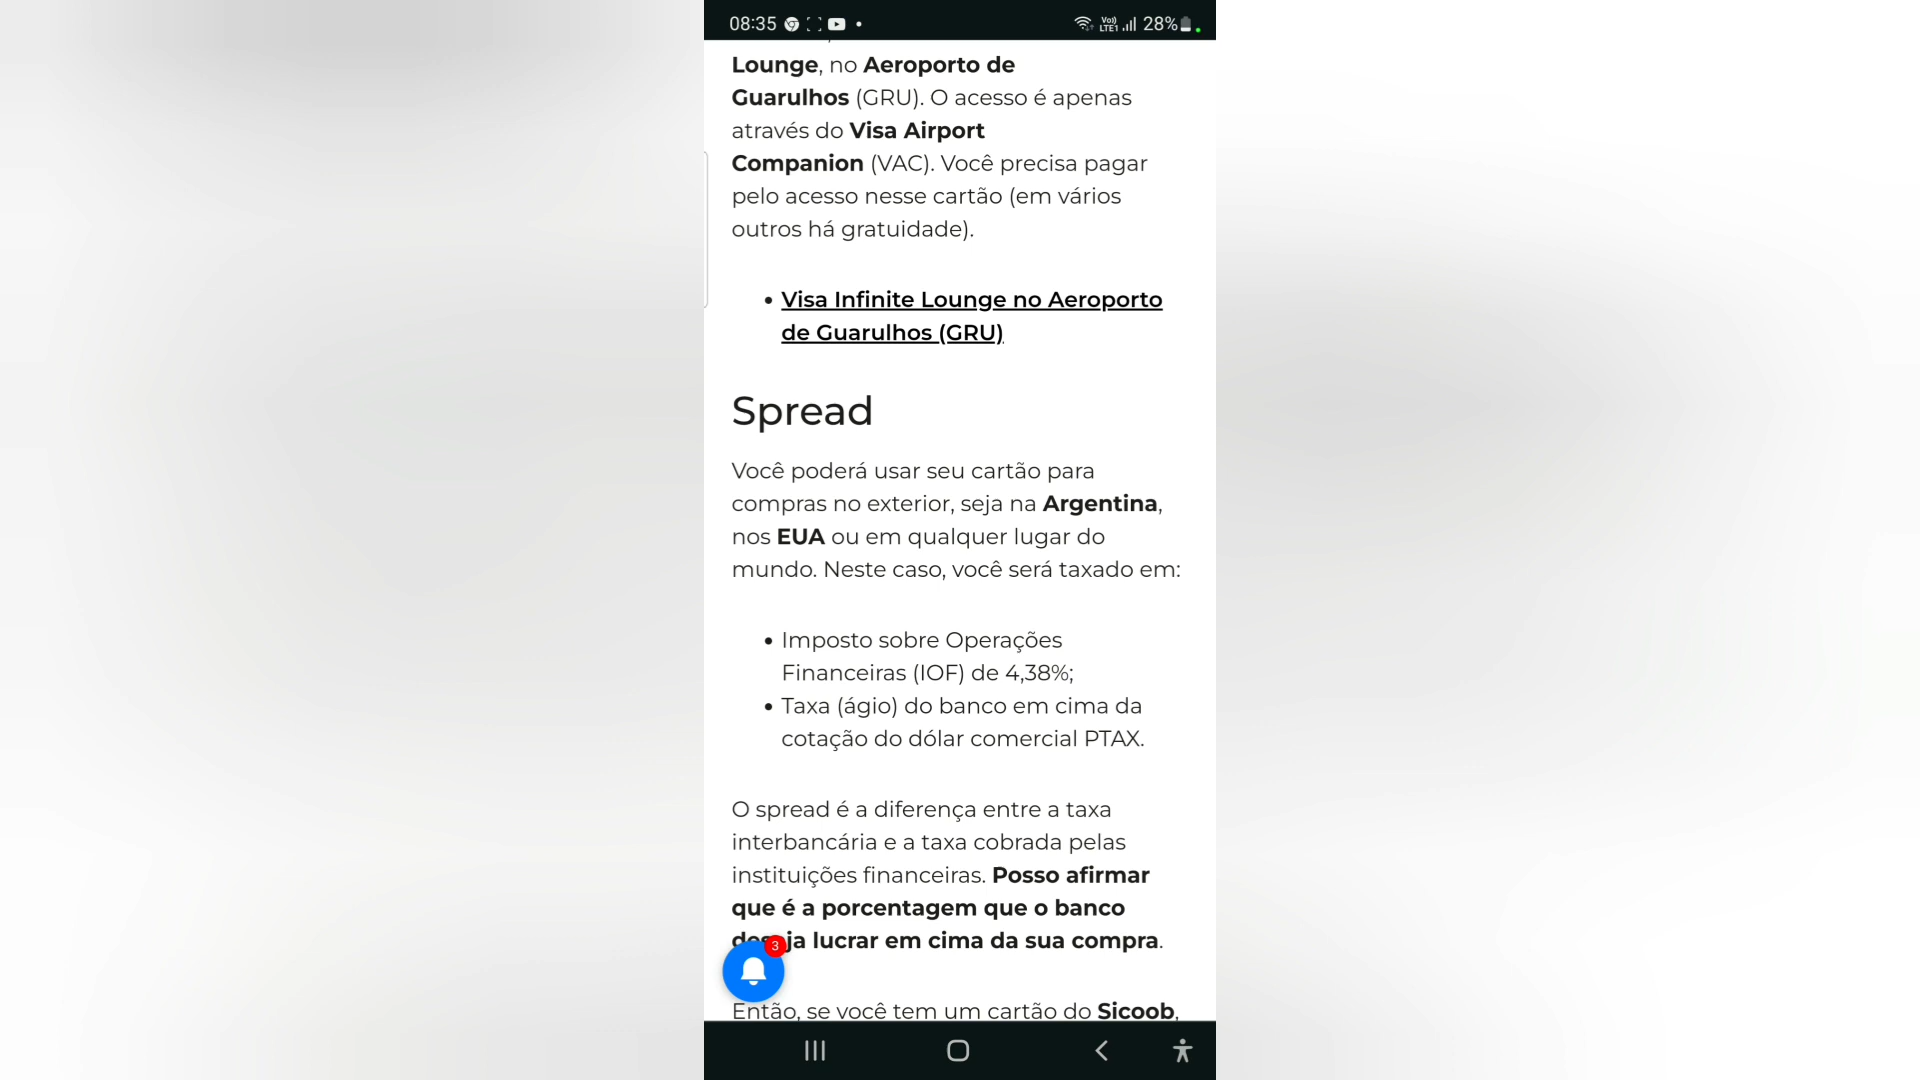 08:35
Vo))
LTE1
28%
Lounge, no Aeroporto de
Guarulhos (GRU). O acesso é apenas
através do Visa Airport
Companion (VAC). Você precisa pagar
pelo acesso nesse cartão (em vários
outros há gratuidade).
• Visa Infinite Lounge no Aeroporto
de Guarulhos (GRU)
Spread
Você poderá usar seu cartão para
compras no exterior, seja na Argentina,
nos EUA ou em qualquer lugar do
mundo. Neste caso, você será taxado em:
• Imposto sobre Operações
Financeiras (IOF) de 4,38%;
• Taxa (ágio) do banco em cima da
cotação do dólar comercial PTAX.
O spread é a diferença entre a taxa
interbancária e a taxa cobrada pelas
instituições financeiras. Posso afirmar
que é a porcentagem que o banco
deseja lucrar em cima da sua compra.
3
Então, se você tem um cartão do Sicoob,